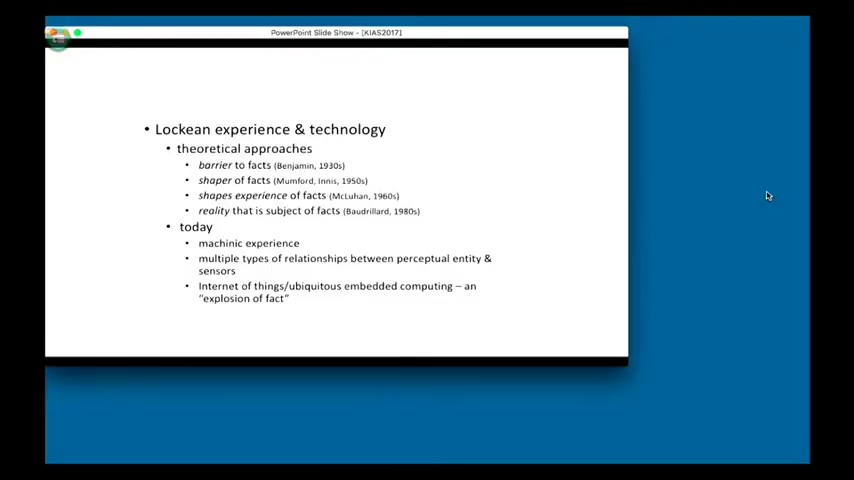 PowerPoint Slide Show - [KIAS2017]
• Lockean experience & technology
• theoretical approaches
• barrier to facts (Benjamin, 1930s)
• shaper of facts (Mumford, Innis, 1950s)
• shapes experience of facts (McLuhan, 1960s)
• reality that is subject of facts (Baudrillard, 1980s)
• today
• machinic experience
• multiple types of relationships between perceptual entity &
sensors
• Internet of things/ubiquitous embedded computing – an
“explosion of fact”